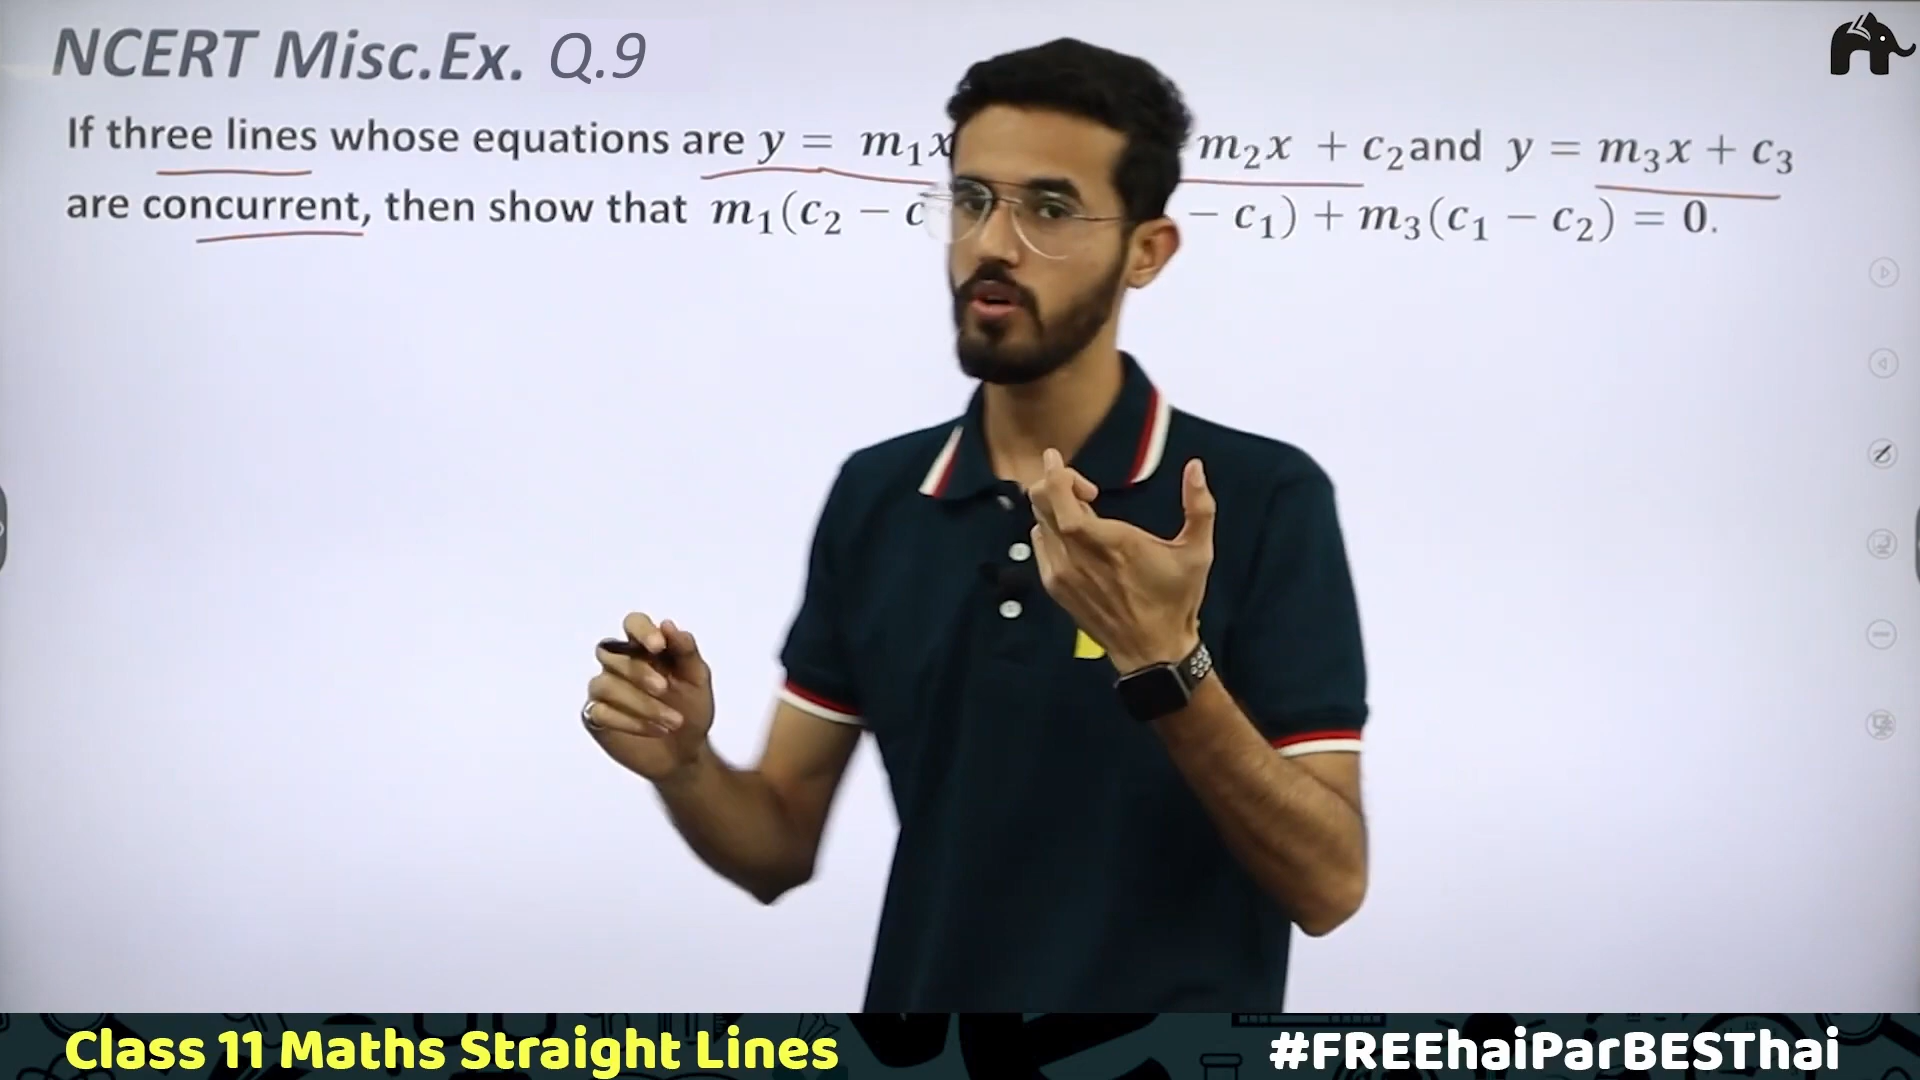 NCERT Misc.Ex. Q.9
If three lines whose equations are y = m₁x m₂x + c₂and y = m₃x + c₃
are concurrent, then show that m₁(c₂ − c − c₁) + m₃(c₁ − c₂) = 0.
Class 11 Maths Straight Lines #FREEhaiParBESThai